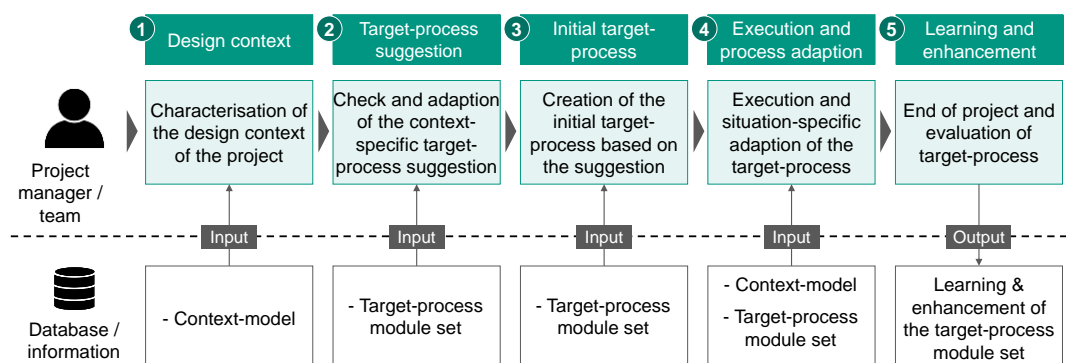 1
Design context
2
Target-process
suggestion
3
Initial target-
process
4
Execution and
process adaption
5
Learning and
enhancement
Project
manager /
team
Characterisation of
the design context
of the project
Check and adaption
of the context-
specific target-
process suggestion
Creation of the
initial target-
process based on
the suggestion
Execution and
situation-specific
adaption of the
target-process
End of project and
evaluation of
target-process
Input
Input
Input
Input
Output
Database /
information
- Context-model
- Target-process
module set
- Target-process
module set
- Context-model
- Target-process
module set
Learning &
enhancement of
the target-process
module set